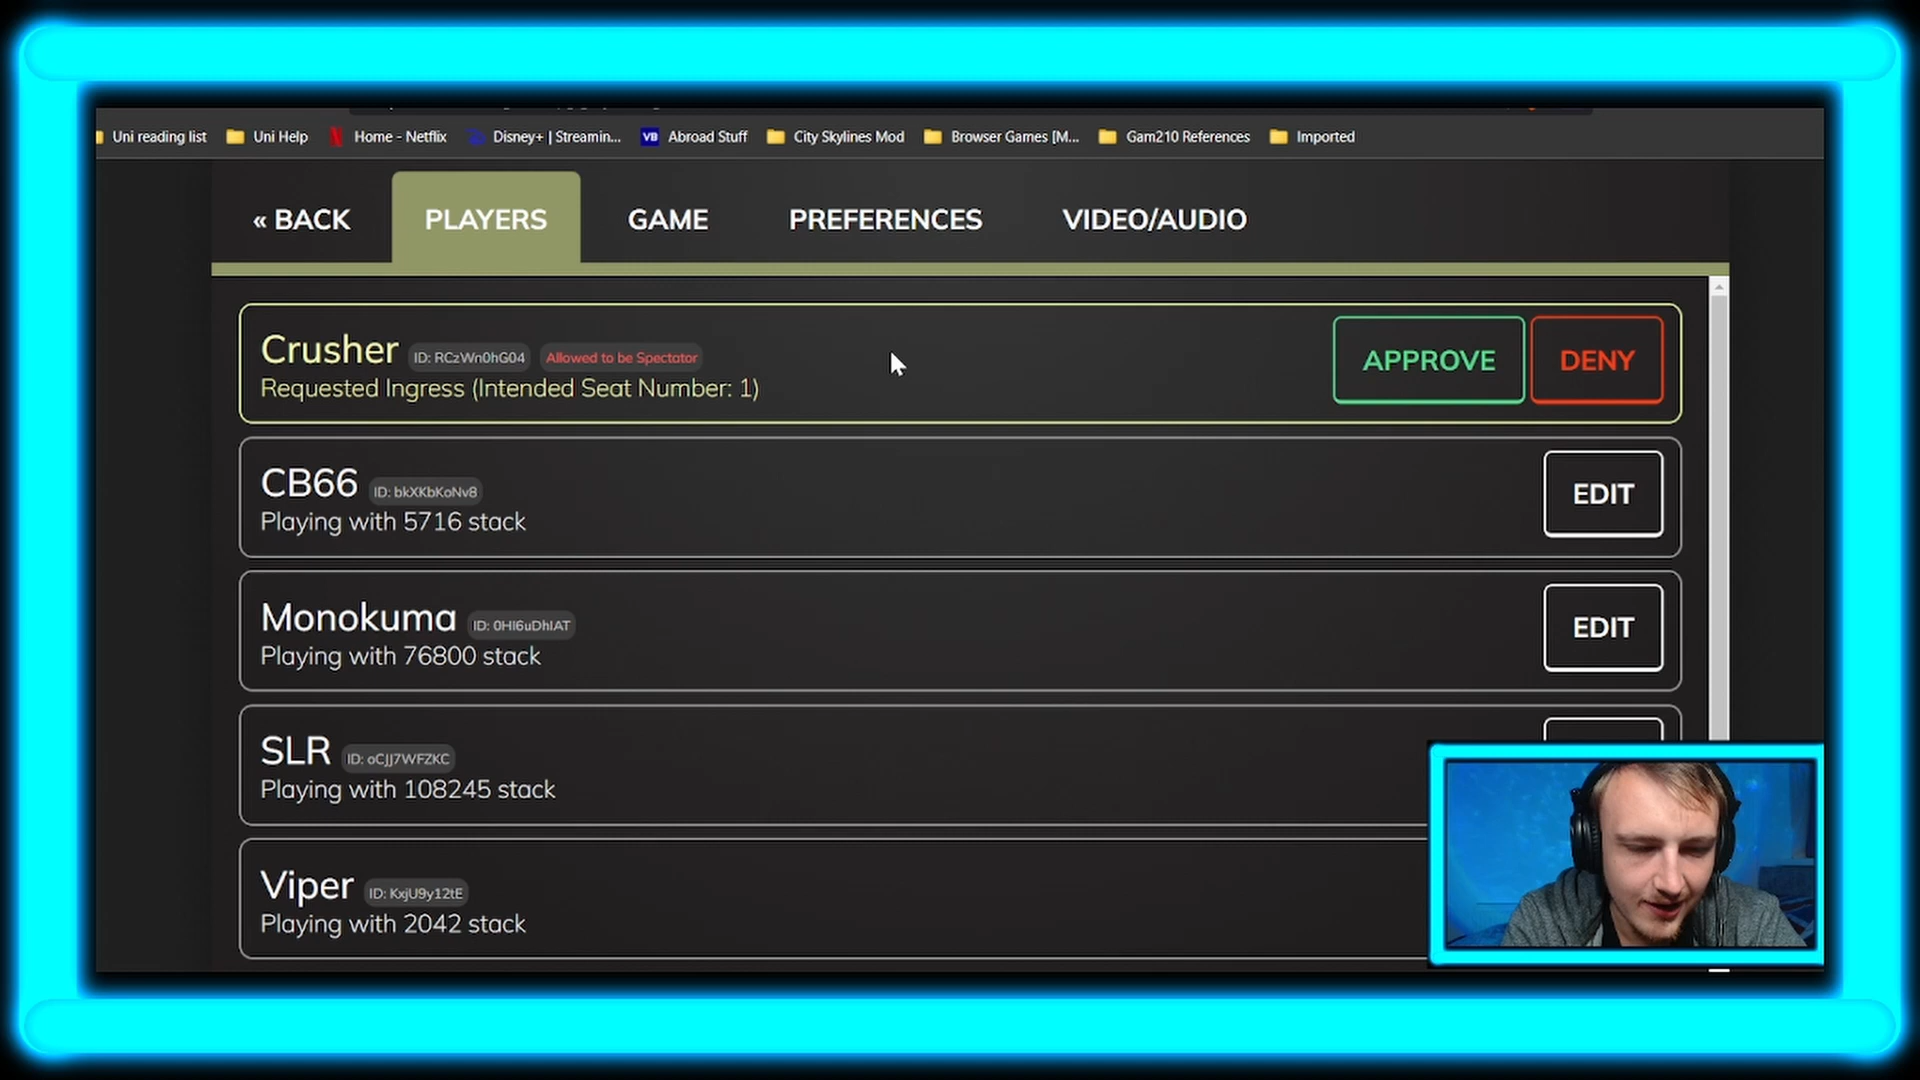 Uni reading list Uni Help Home - Netflix Disney+ | Streamin... VB Abroad Stuff City Skylines Mod Browser Games [M... Gam210 References Imported
« BACK PLAYERS GAME PREFERENCES VIDEO/AUDIO
Crusher ID: RCzWn0hG04 Allowed to be Spectator
Requested Ingress (Intended Seat Number: 1)
APPROVE DENY
CB66 ID: bkXKbKoNv8
Playing with 5716 stack
EDIT
Monokuma ID: 0HI6uDhIAT
Playing with 76800 stack
EDIT
SLR ID: oCJJ7WFZKC
Playing with 108245 stack
Viper ID: KxjU9y12tE
Playing with 2042 stack